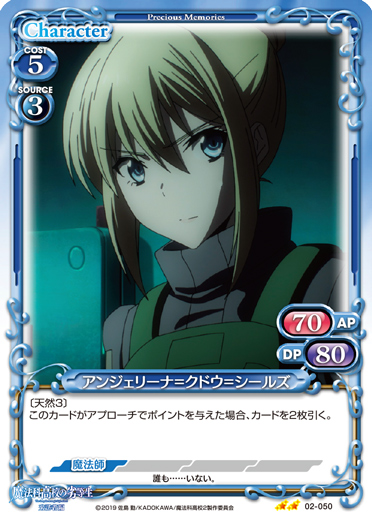 Precious Memories
Character
COST
5
SOURCE
3
70 AP
DP 80
アンジェリーナ=クドウ=シールズ
〔天然3〕
このカードがアプローチでポイントを与えた場合、カードを2枚引く。
魔法師
誰も……いない。
魔法科高校の劣等生
©2019 佐島 勤/KADOKAWA/魔法科高校2製作委員会
02-050